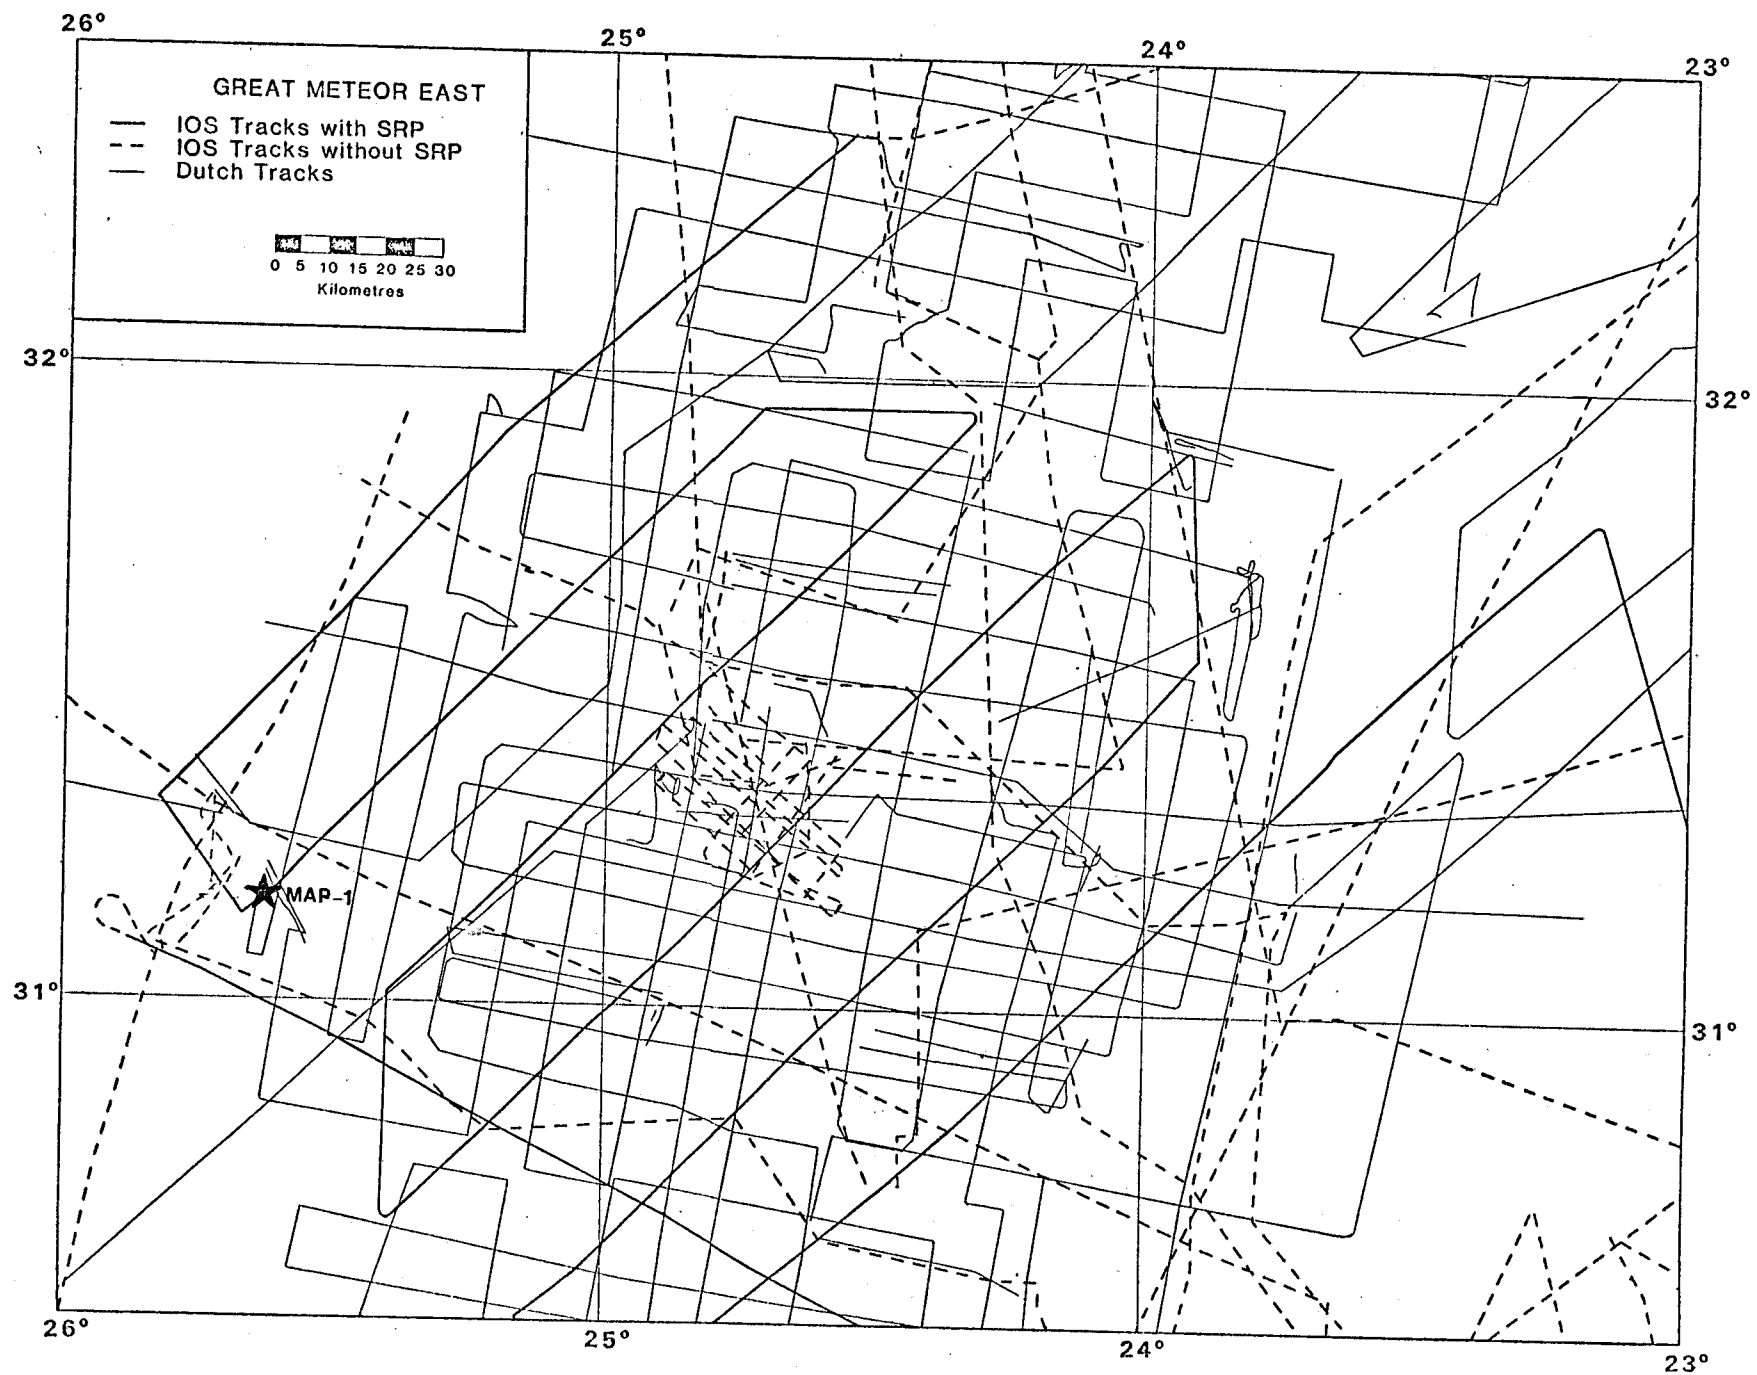 26° 25° 24° 23°
GREAT METEOR EAST
IOS Tracks with SRP
IOS Tracks without SRP
Dutch Tracks
0 5 10 15 20 25 30
Kilometres
32° 32°
MAP-1
31° 31°
26° 25° 24° 23°